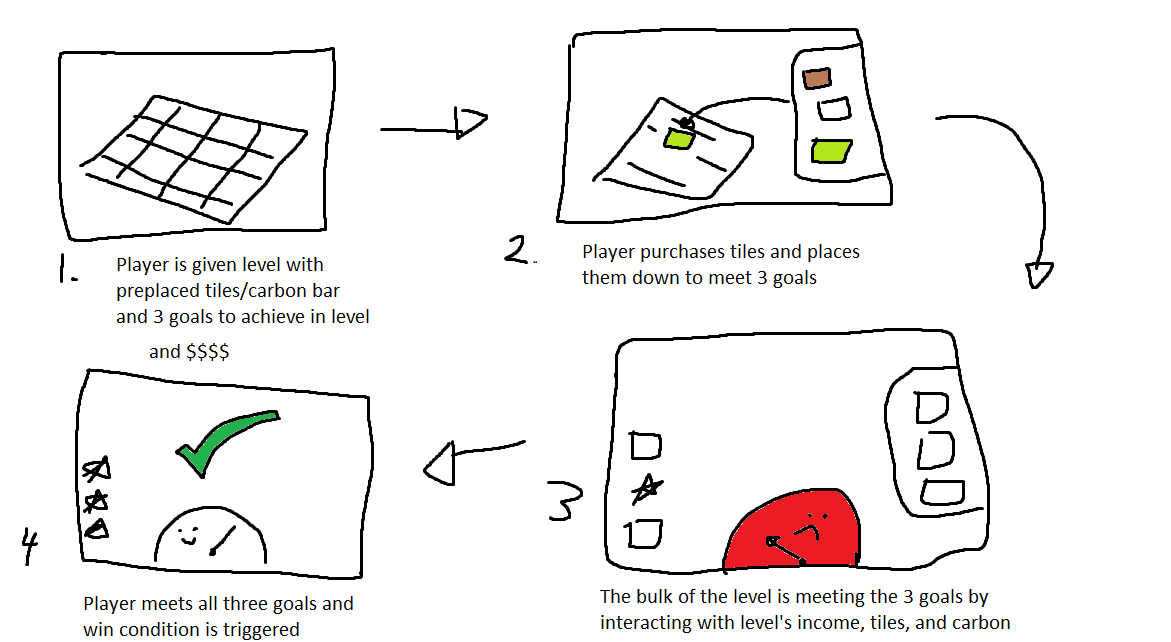 1.
Player is given level with
preplaced tiles/carbon bar
and 3 goals to achieve in level
and $$$$
2.
Player purchases tiles and places
them down to meet 3 goals
3
The bulk of the level is meeting the 3 goals by
interacting with level's income, tiles, and carbon
4
Player meets all three goals and
win condition is triggered